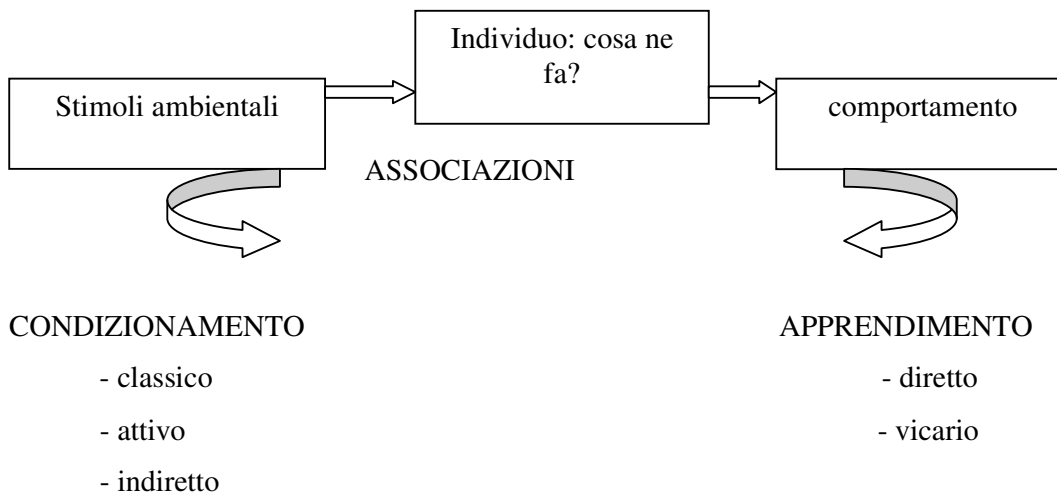 Individuo: cosa ne
fa?
Stimoli ambientali
comportamento
ASSOCIAZIONI
CONDIZIONAMENTO
- classico
- attivo
- indiretto
APPRENDIMENTO
- diretto
- vicario